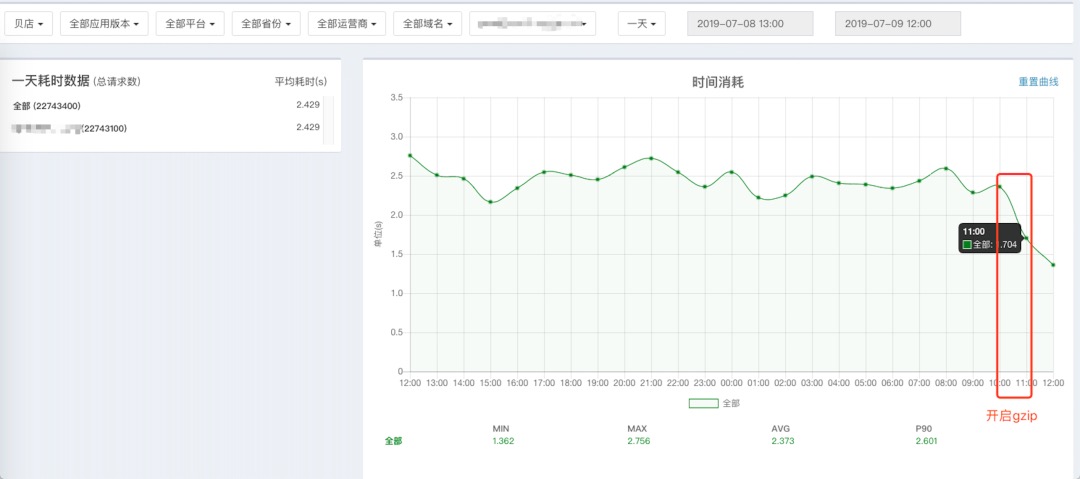 贝店 全部应用版本 全部平台 全部省份 全部运营商 全部域名 一天 2019-07-08 13:00 2019-07-09 12:00
一天耗时数据 (总请求数) 平均耗时(s)
全部 (22743400) 2.429
(22743100) 2.429
时间消耗
重置曲线
3.5
3.0
2.5
2.0
1.5
1.0
0.5
0
单位(s)
11:00
全部: 1.704
12:00 13:00 14:00 15:00 16:00 17:00 18:00 19:00 20:00 21:00 22:00 23:00 00:00 01:00 02:00 03:00 04:00 05:00 06:00 07:00 08:00 09:00 10:00 11:00 12:00
全部
开启gzip
MIN MAX AVG P90
全部 1.362 2.756 2.373 2.601